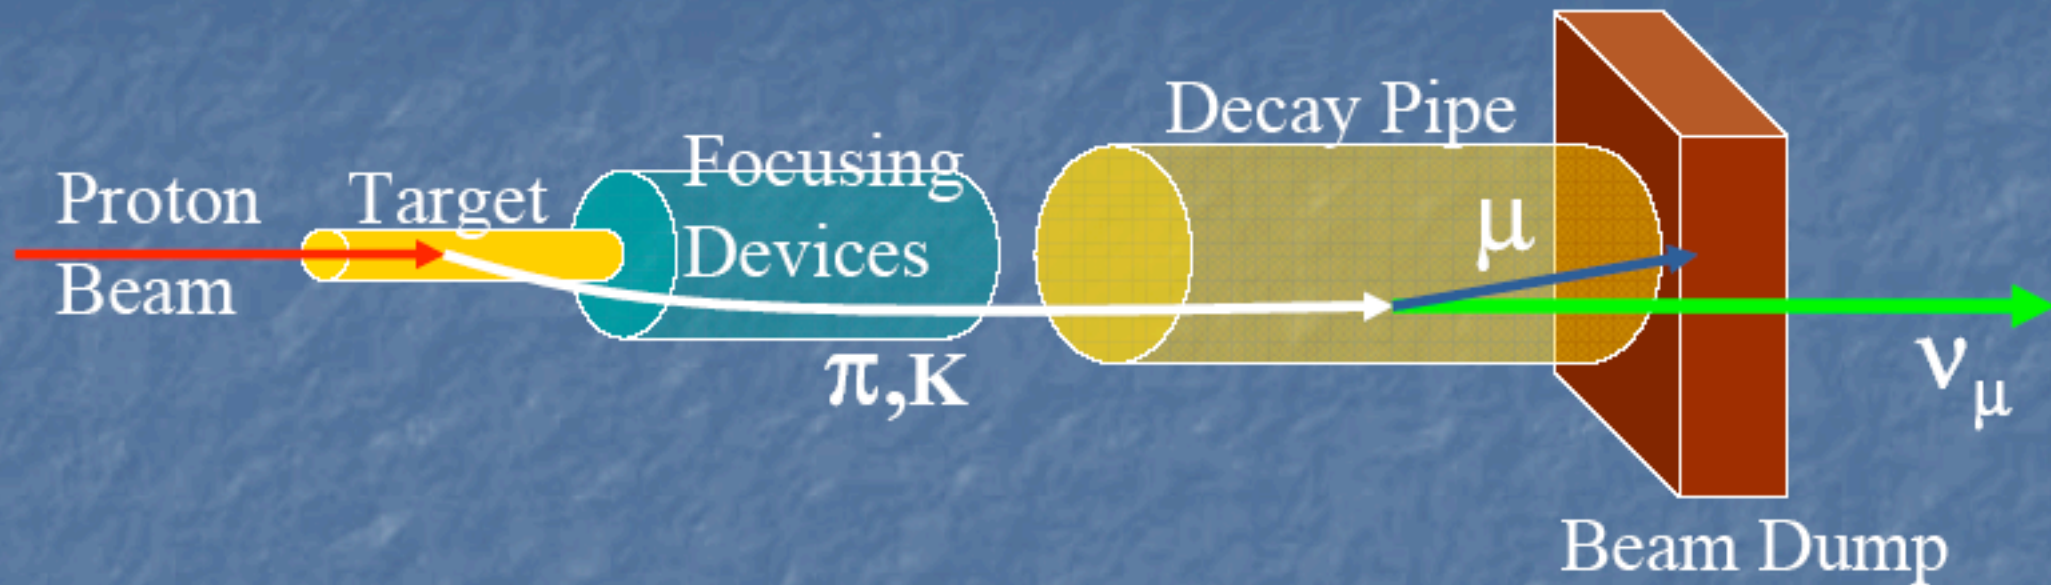 Proton
Beam
Target
Focusing
Devices
π,K
Decay Pipe
μ
ν μ
Beam Dump